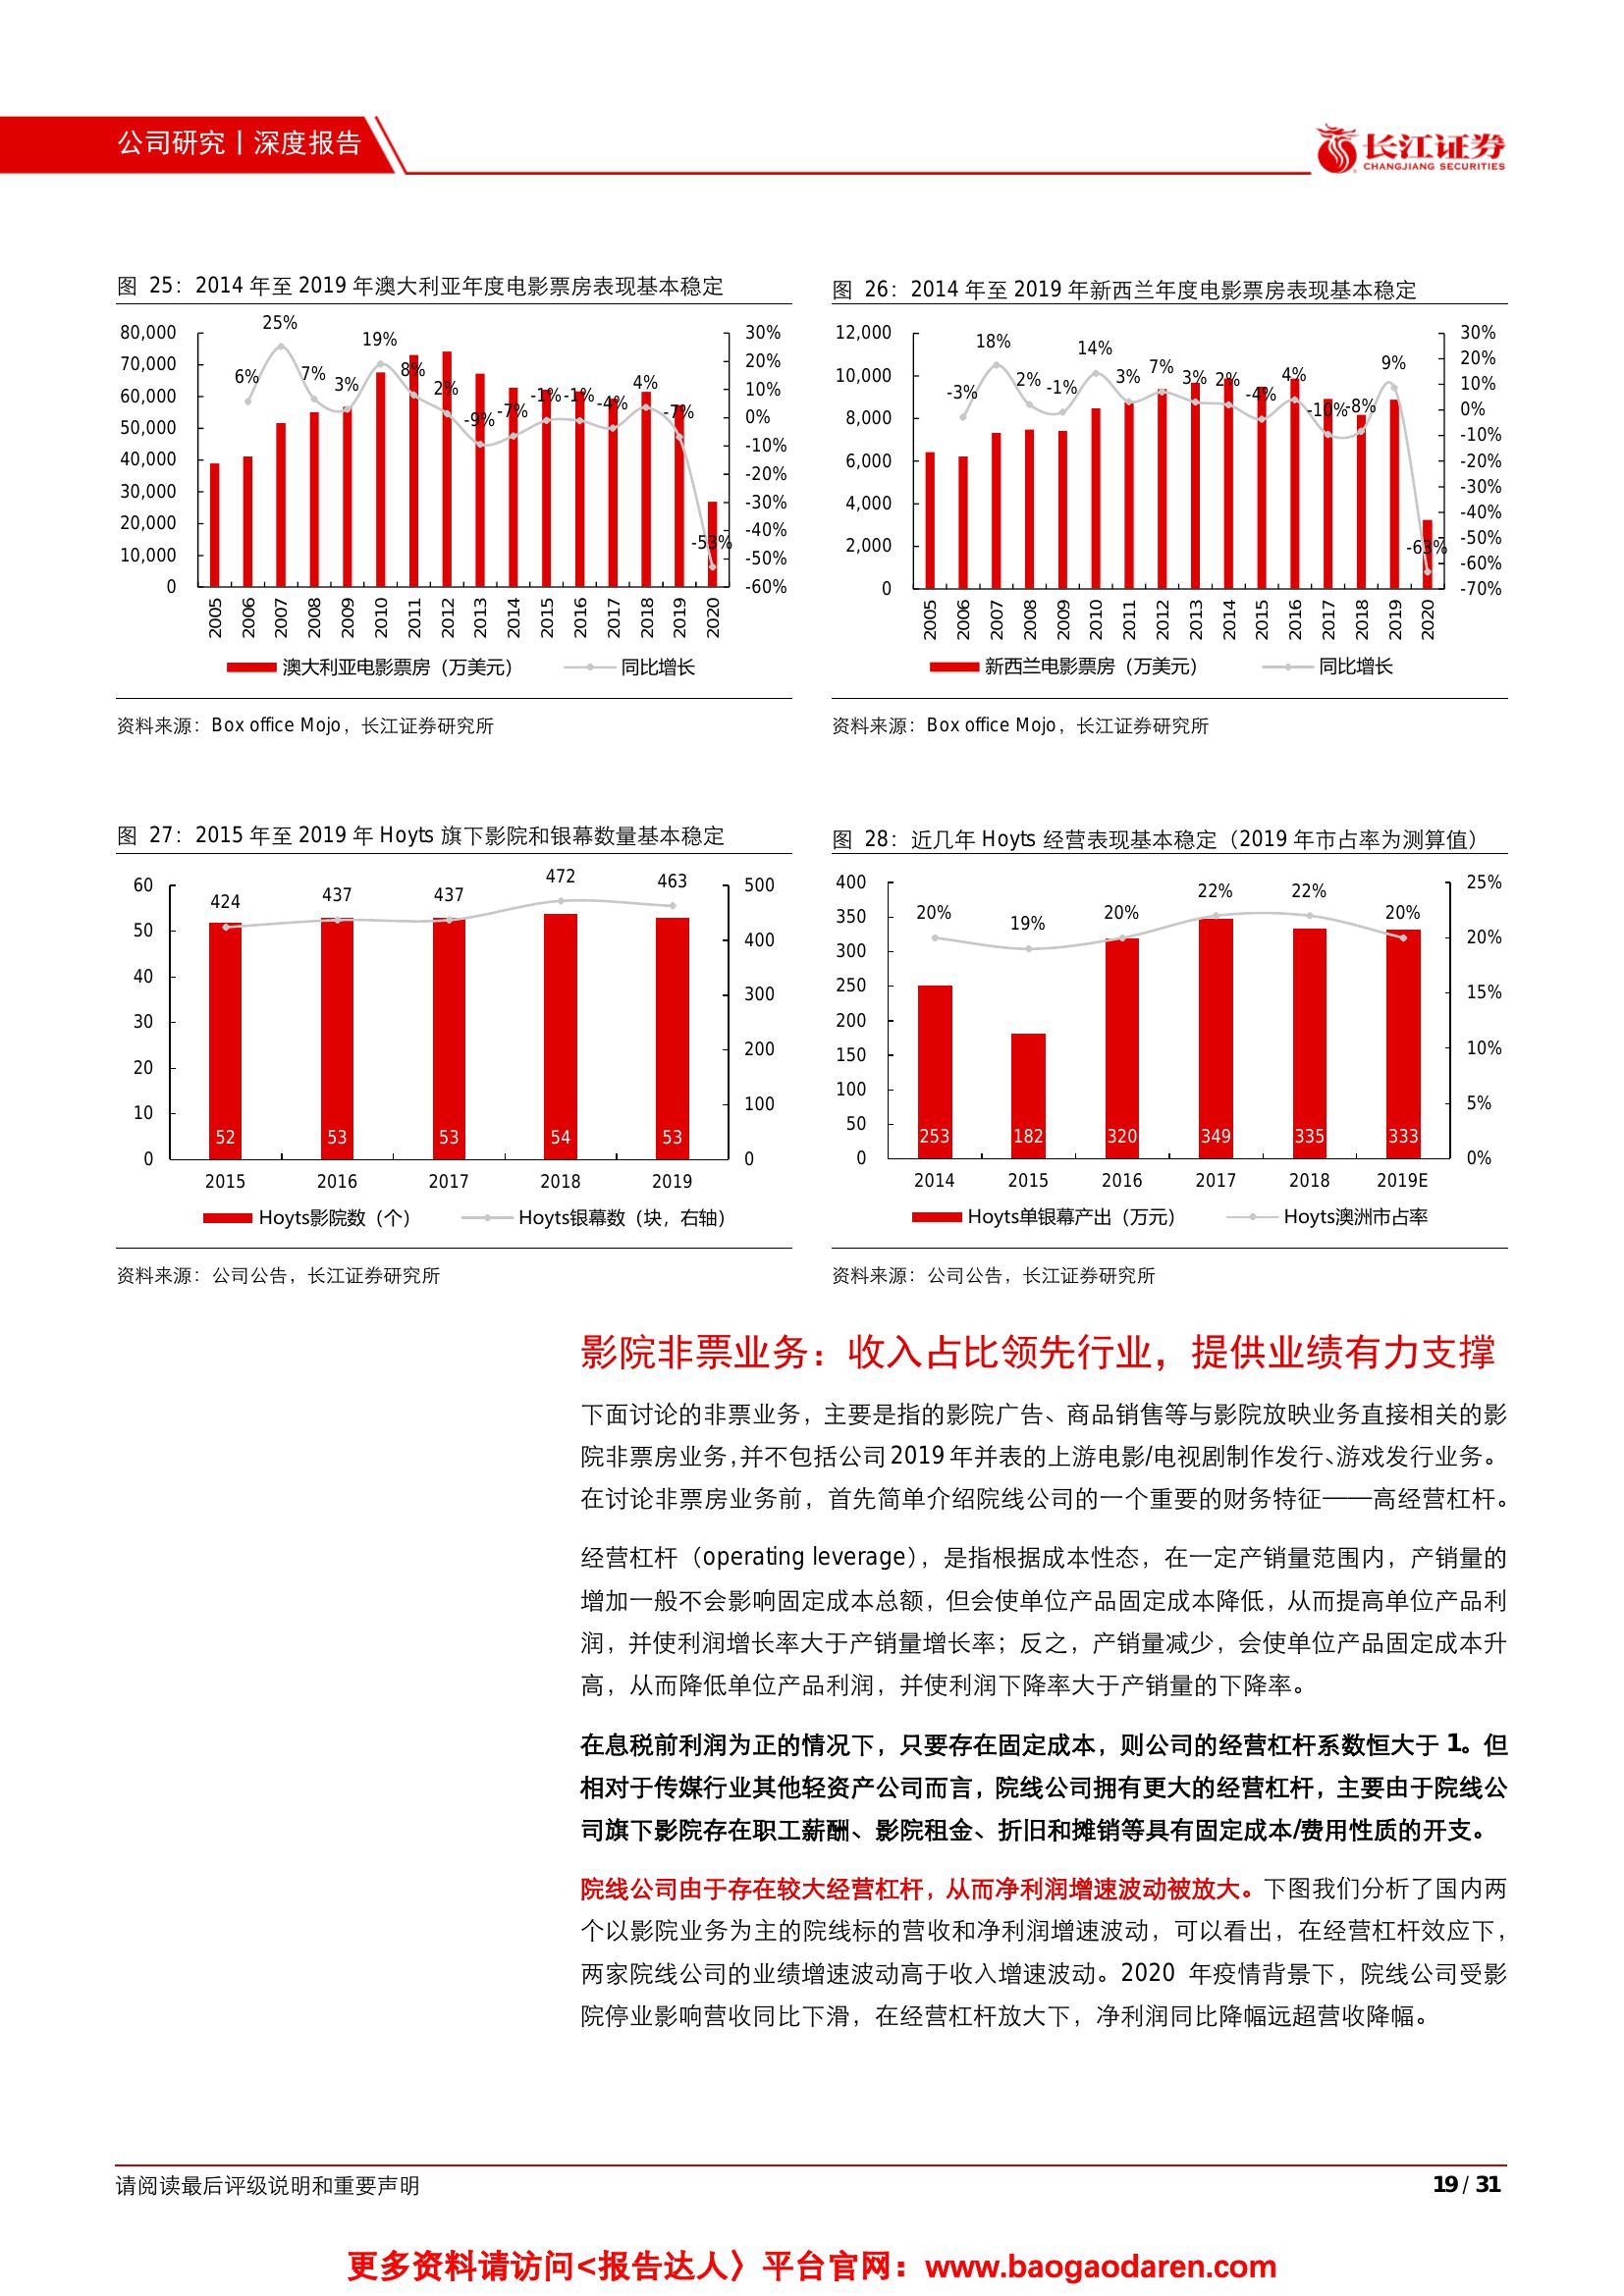 公司研究丨深度报告
长江证券
CHANGJIANG SECURITIES
图 25：2014 年至 2019 年澳大利亚年度电影票房表现基本稳定
80,000
70,000
60,000
50,000
40,000
30,000
20,000
10,000
0
30%
20%
10%
0%
-10%
-20%
-30%
-40%
-50%
-60%
6% 25% 7% 3% 19% 8% 2% -9% -7% -1% -1% -4% 4% -7% -53%
2005 2006 2007 2008 2009 2010 2011 2012 2013 2014 2015 2016 2017 2018 2019 2020
澳大利亚电影票房（万美元） 同比增长
资料来源：Box office Mojo，长江证券研究所
图 26：2014 年至 2019 年新西兰年度电影票房表现基本稳定
12,000
10,000
8,000
6,000
4,000
2,000
0
30%
20%
10%
0%
-10%
-20%
-30%
-40%
-50%
-60%
-70%
-3% 18% 2% -1% 14% 3% 7% 3% 2% -4% 4% -10% -8% 9% -63%
2005 2006 2007 2008 2009 2010 2011 2012 2013 2014 2015 2016 2017 2018 2019 2020
新西兰电影票房（万美元） 同比增长
资料来源：Box office Mojo，长江证券研究所
图 27：2015 年至 2019 年 Hoyts 旗下影院和银幕数量基本稳定
60
50
40
30
20
10
0
500
400
300
200
100
0
424 437 437 472 463
52 53 53 54 53
2015 2016 2017 2018 2019
Hoyts影院数（个） Hoyts银幕数（块，右轴）
资料来源：公司公告，长江证券研究所
图 28：近几年 Hoyts 经营表现基本稳定（2019 年市占率为测算值）
400
350
300
250
200
150
100
50
0
25%
20%
15%
10%
5%
0%
20% 19% 20% 22% 22% 20%
253 182 320 349 335 333
2014 2015 2016 2017 2018 2019E
Hoyts单银幕产出（万元） Hoyts澳洲市占率
资料来源：公司公告，长江证券研究所
影院非票业务：收入占比领先行业，提供业绩有力支撑
下面讨论的非票业务，主要是指的影院广告、商品销售等与影院放映业务直接相关的影
院非票房业务，并不包括公司 2019 年并表的上游电影/电视剧制作发行、游戏发行业务。
在讨论非票房业务前，首先简单介绍院线公司的一个重要的财务特征——高经营杠杆。
经营杠杆（operating leverage），是指根据成本性态，在一定产销量范围内，产销量的
增加一般不会影响固定成本总额，但会使单位产品固定成本降低，从而提高单位产品利
润，并使利润增长率大于产销量增长率；反之，产销量减少，会使单位产品固定成本升
高，从而降低单位产品利润，并使利润下降率大于产销量的下降率。
在息税前利润为正的情况下，只要存在固定成本，则公司的经营杠杆系数恒大于 1。但
相对于传媒行业其他轻资产公司而言，院线公司拥有更大的经营杠杆，主要由于院线公
司旗下影院存在职工薪酬、影院租金、折旧和摊销等具有固定成本/费用性质的开支。
院线公司由于存在较大经营杠杆，从而净利润增速波动被放大。下图我们分析了国内两
个以影院业务为主的院线标的营收和净利润增速波动，可以看出，在经营杠杆效应下，
两家院线公司的业绩增速波动高于收入增速波动。2020 年疫情背景下，院线公司受影
院停业影响营收同比下滑，在经营杠杆放大下，净利润同比降幅远超营收降幅。
请阅读最后评级说明和重要声明
19 / 31
更多资料请访问<报告达人〉平台官网：www.baogaodaren.com